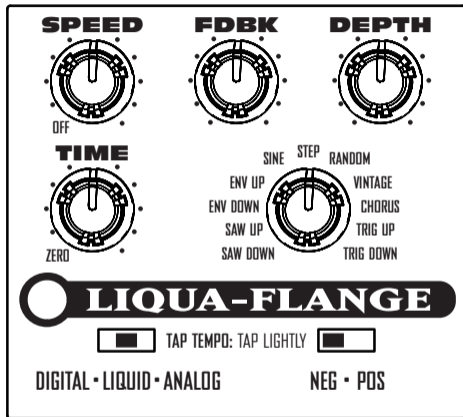 SPEED FDBK DEPTH
OFF
TIME
STEP
SINE RANDOM
ENV UP VINTAGE
ENV DOWN CHORUS
SAW UP TRIG UP
SAW DOWN TRIG DOWN
ZERO
LIQUA-FLANGE
TAP TEMPO: TAP LIGHTLY
DIGITAL • LIQUID • ANALOG NEG • POS